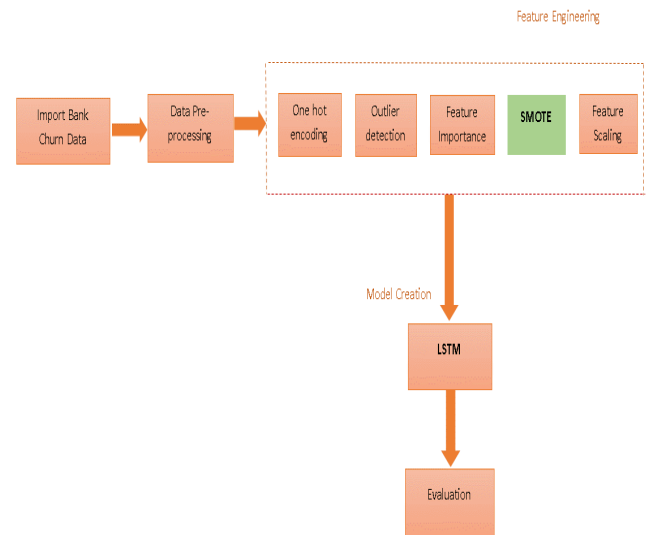 Feature Engineering
Import Bank
Churn Data
Data Pre-
processing
One hot
encoding
Outlier
detection
Feature
Importance
SMOTE
Feature
Scaling
Model Creation
LSTM
Evaluation